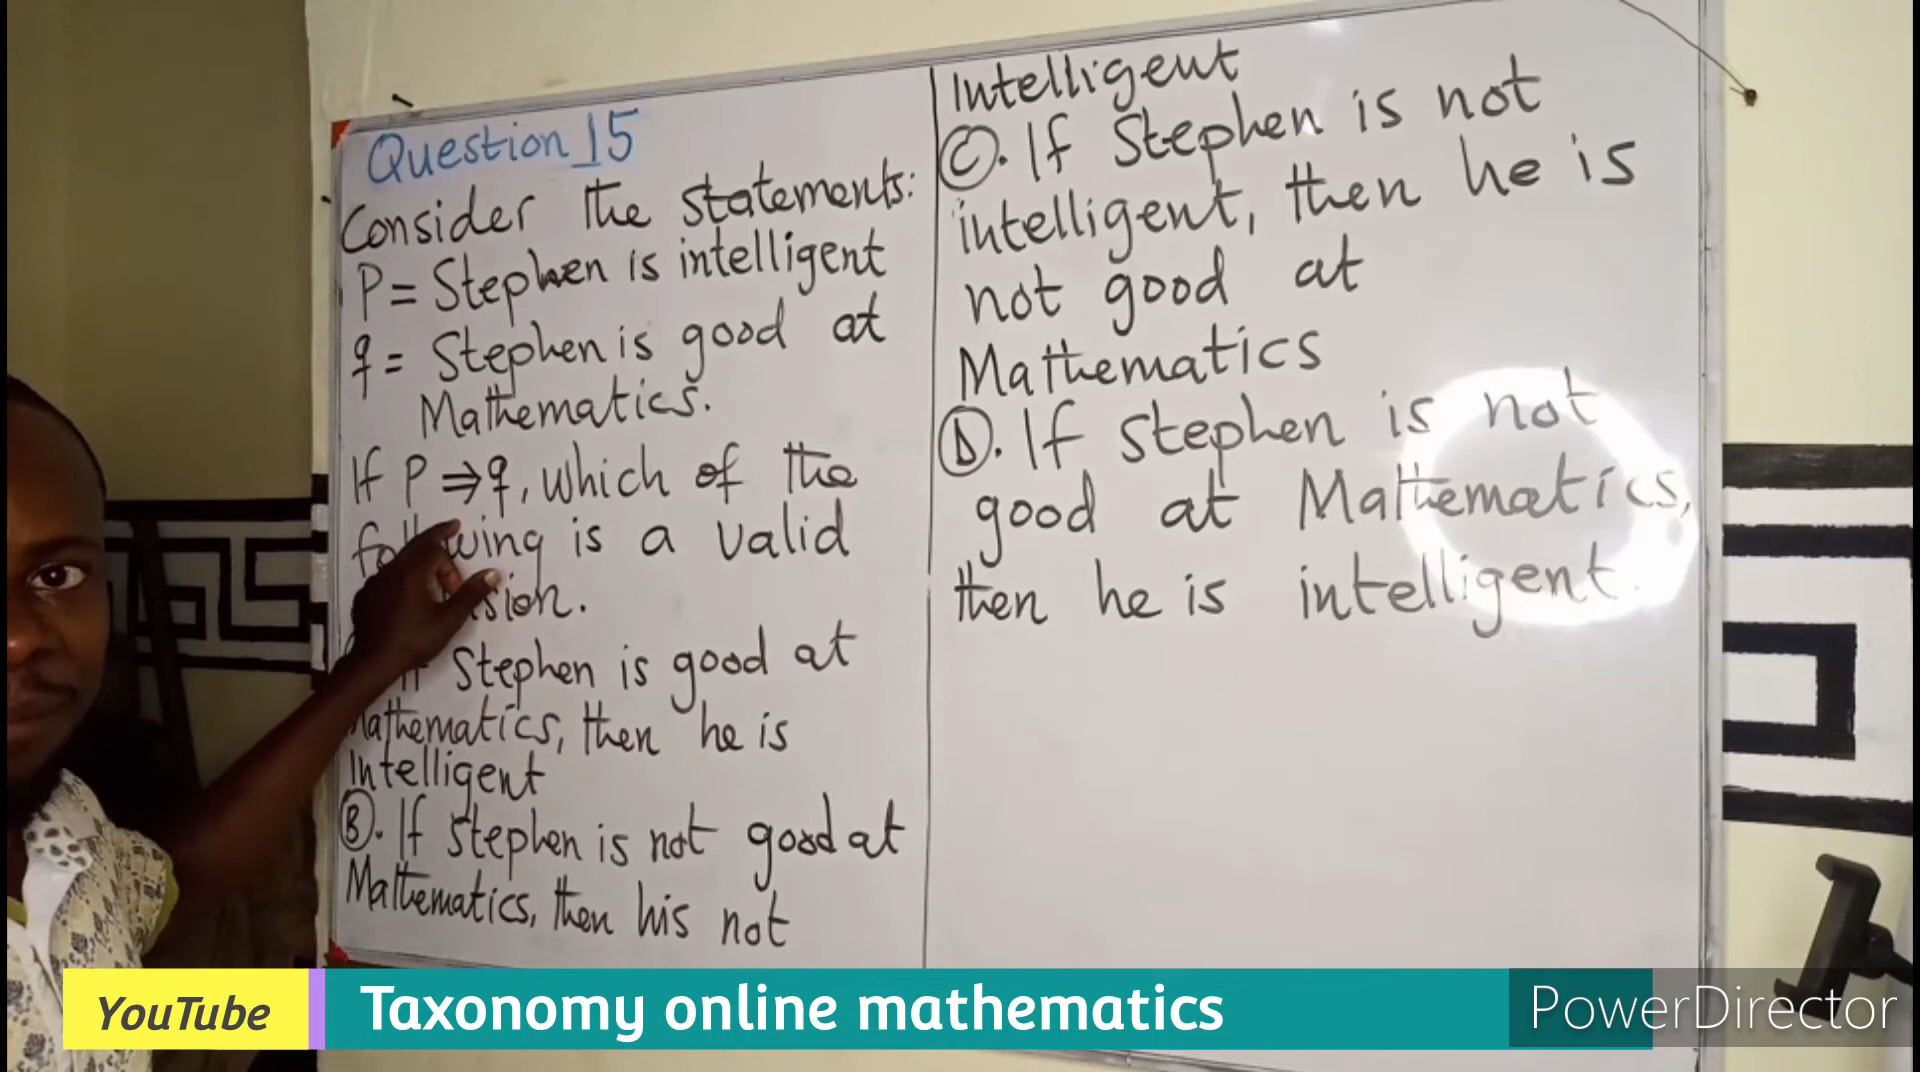 Question 15
Consider the statements:
P = Stephen is intelligent
q = Stephen is good at
Mathematics.
If P ⇒ q, which of the
is a valid
Stephen is good at
Mathematics, then he is
Intelligent
B. If Stephen is not good at
Mathematics, then his not
Intelligent
C. If Stephen is not
intelligent, then he is
not good at
Mathematics
D. If Stephen is not
good at Mathematics,
then he is intelligent.
YouTube
Taxonomy online mathematics
PowerDirector